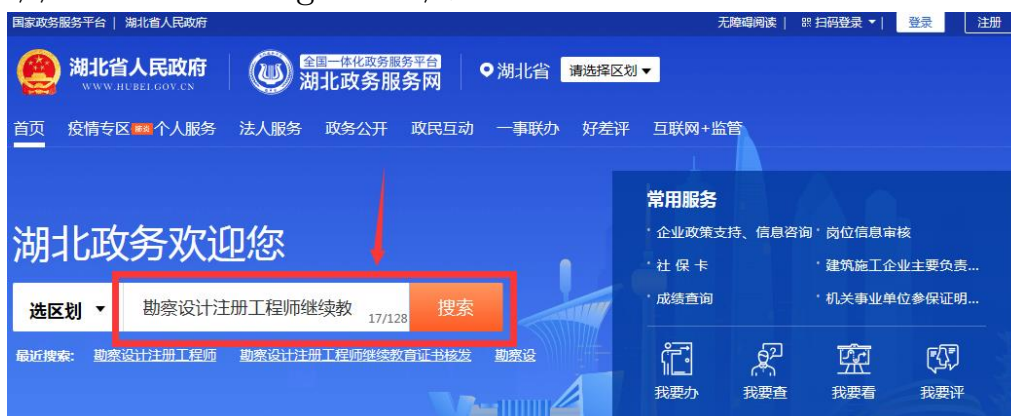 国家政务服务平台 | 湖北省人民政府
无障碍阅读 | 扫码登录 ▼ | 登录 注册
湖北省人民政府
WWW.HUBEI.GOV.CN
全国一体化政务服务平台
湖北政务服务网
湖北省 请选择区划 ▼
首页 疫情专区 个人服务 法人服务 政务公开 政民互动 一事联办 好差评 互联网+监管
湖北政务欢迎您
选区划 ▼ 勘察设计注册工程师继续教 17/128 搜索
最近搜索: 勘察设计注册工程师 勘察设计注册工程师继续教育证书核发 勘察设
常用服务
· 企业政策支持、信息咨询 · 岗位信息审核
· 社 保 卡 · 建筑施工企业主要负责...
· 成绩查询 · 机关事业单位参保证明...
我要办 我要查 我要看 我要评